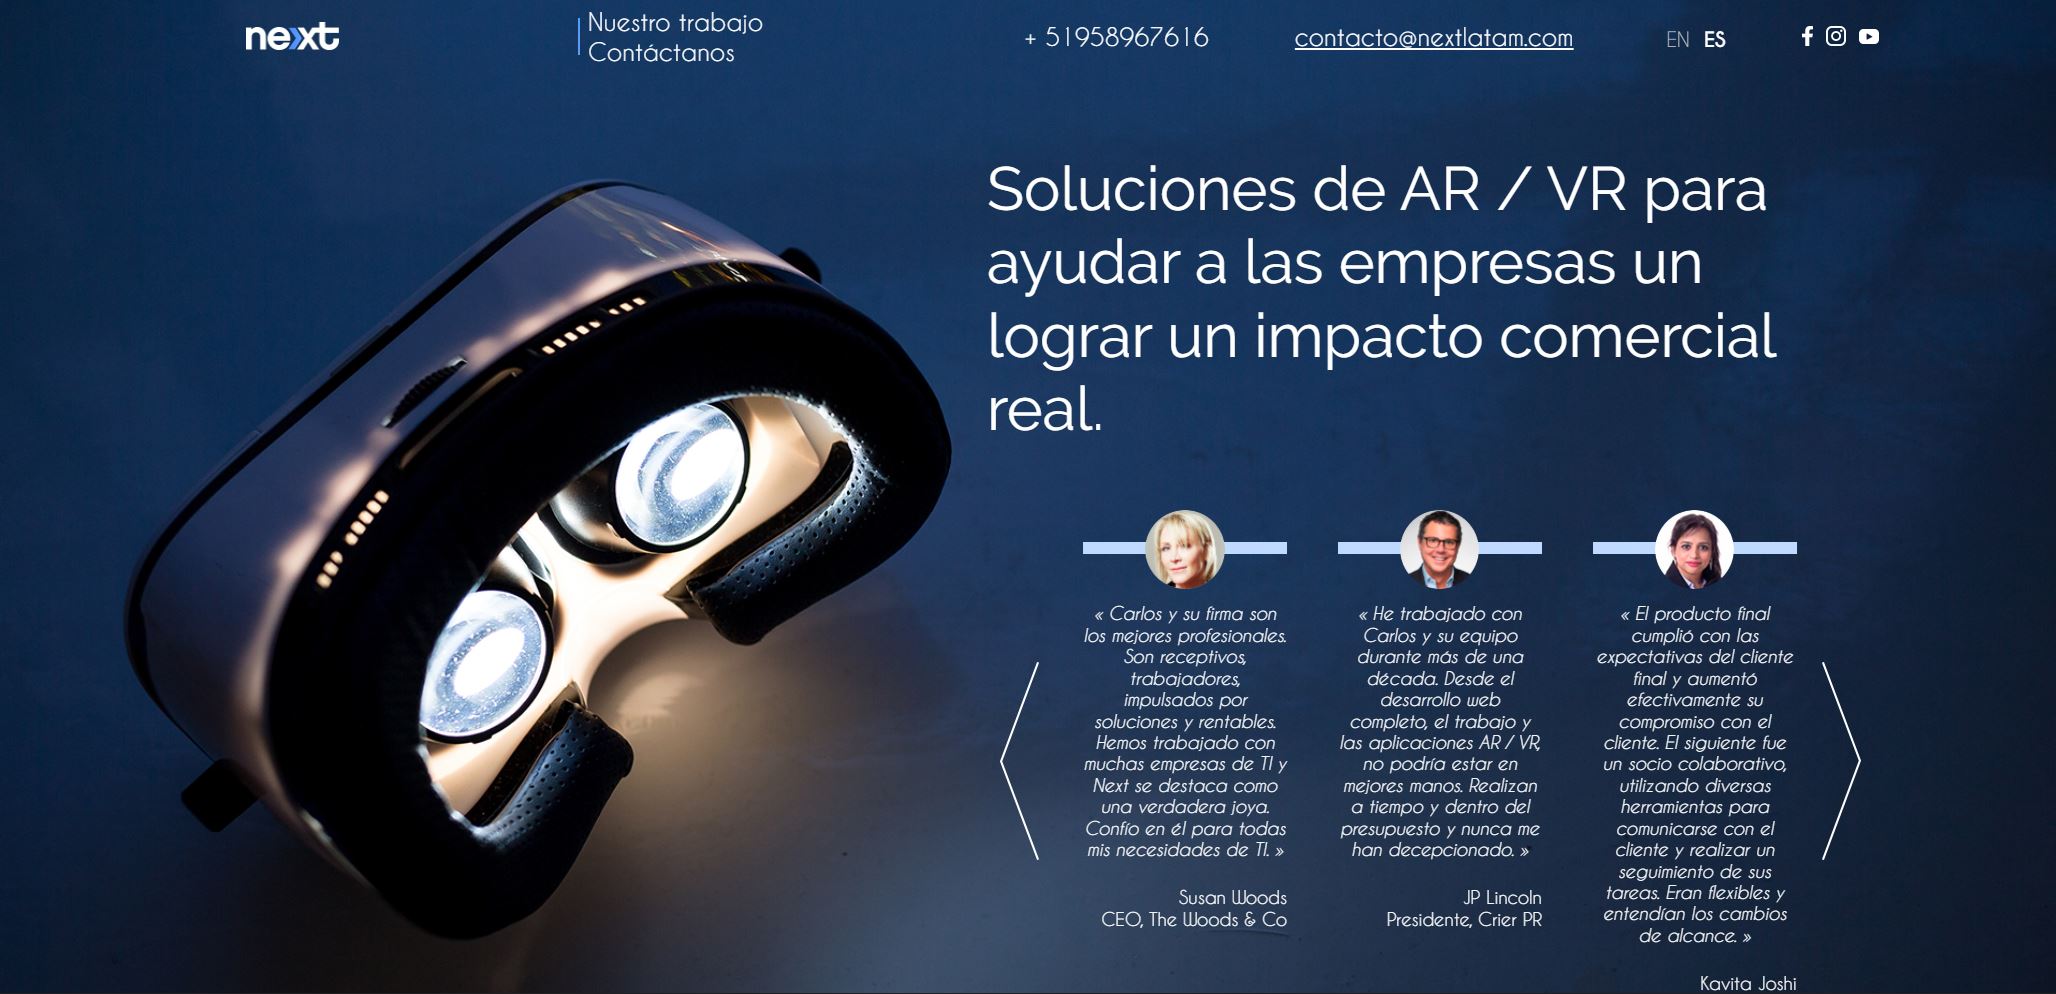 next
Nuestro trabajo
Contáctanos
+ 51958967616
contacto@nextlatam.com
EN ES
Soluciones de AR / VR para
ayudar a las empresas un
lograr un impacto comercial
real.
« Carlos y su firma son
los mejores profesionales.
Son receptivos,
trabajadores,
impulsados por
soluciones y rentables.
Hemos trabajado con
muchas empresas de TI y
Next se destaca como
una verdadera joya.
Confío en él para todas
mis necesidades de TI. »
Susan Woods
CEO, The Woods & Co
« He trabajado con
Carlos y su equipo
durante más de una
década. Desde el
desarrollo web
completo, el trabajo y
las aplicaciones AR / VR,
no podría estar en
mejores manos. Realizan
a tiempo y dentro del
presupuesto y nunca me
han decepcionado. »
JP Lincoln
Presidente, Crier PR
« El producto final
cumplió con las
expectativas del cliente
final y aumentó
efectivamente su
compromiso con el
cliente. El siguiente fue
un socio colaborativo,
utilizando diversas
herramientas para
comunicarse con el
cliente y realizar un
seguimiento de sus
tareas. Eran flexibles y
entendían los cambios
de alcance. »
Kavita Joshi